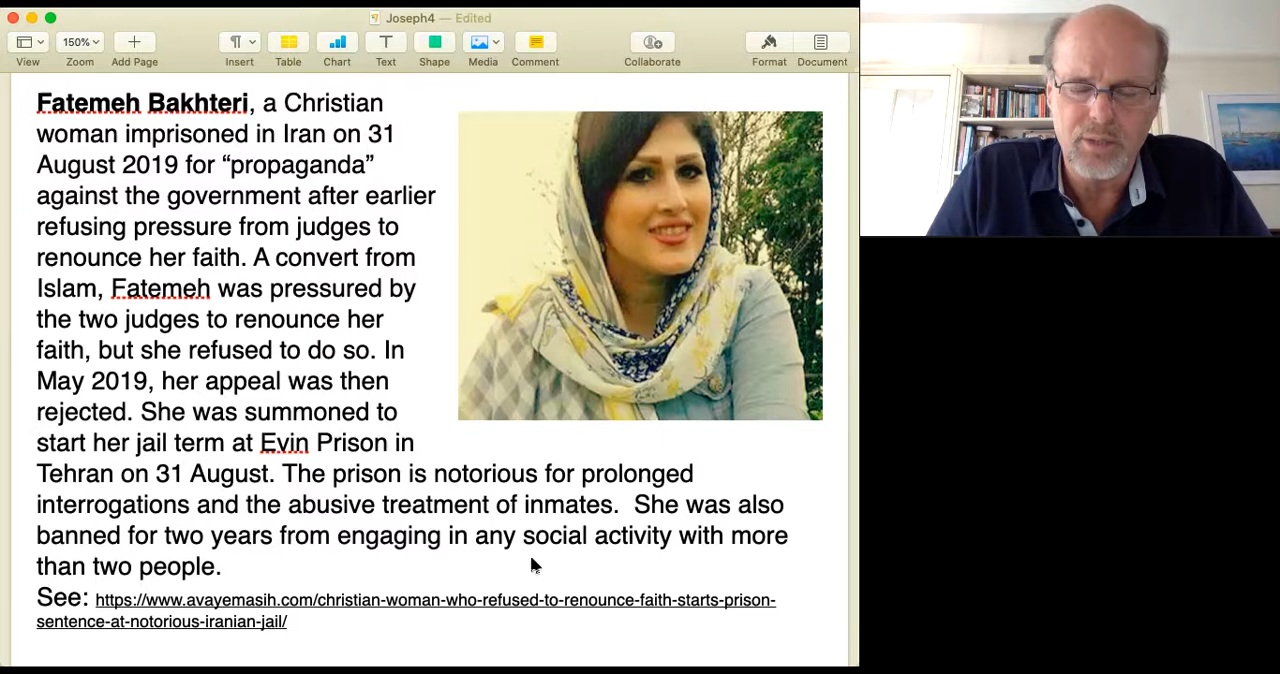 Joseph4 — Edited
150%
View
Zoom
Add Page
Insert
Table
Chart
Text
Shape
Media
Comment
Collaborate
Format
Document
Fatemeh Bakhteri, a Christian
woman imprisoned in Iran on 31
August 2019 for “propaganda”
against the government after earlier
refusing pressure from judges to
renounce her faith. A convert from
Islam, Fatemeh was pressured by
the two judges to renounce her
faith, but she refused to do so. In
May 2019, her appeal was then
rejected. She was summoned to
start her jail term at Evin Prison in
Tehran on 31 August. The prison is notorious for prolonged
interrogations and the abusive treatment of inmates.  She was also
banned for two years from engaging in any social activity with more
than two people.
See: https://www.avayemasih.com/christian-woman-who-refused-to-renounce-faith-starts-prison-
sentence-at-notorious-iranian-jail/